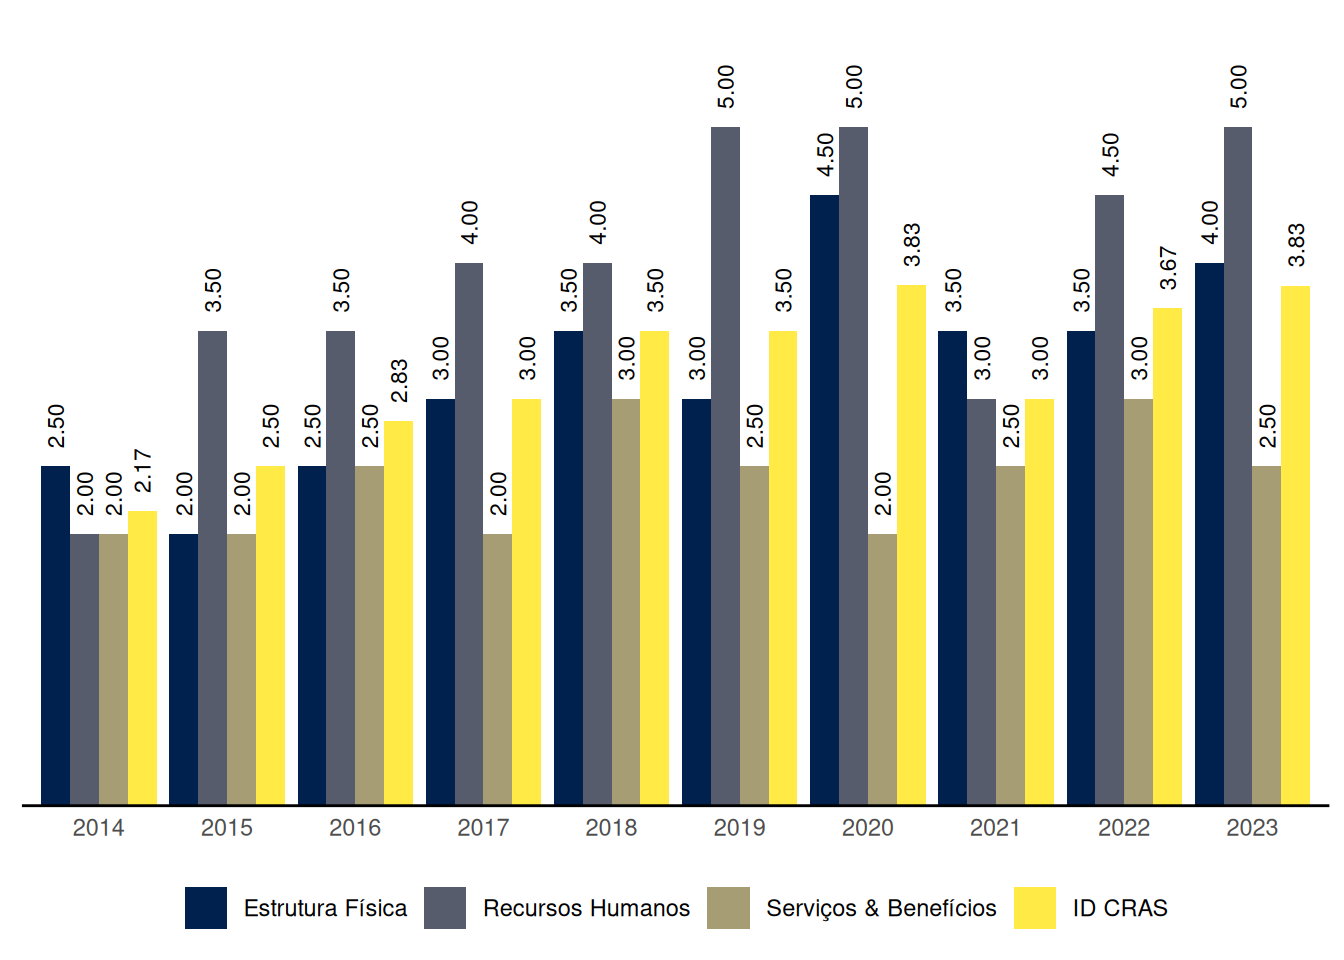 2.50 2.00 2.00 2.17
2.00 3.50 2.00 2.50
2.50 3.50 2.50 2.83
3.00 4.00 2.00 3.00
3.50 4.00 3.00 3.50
3.00 5.00 2.50 3.50
4.50 5.00 2.00 3.83
3.50 3.00 2.50 3.00
3.50 4.50 3.00 3.67
4.00 5.00 2.50 3.83
2014 2015 2016 2017 2018 2019 2020 2021 2022 2023
Estrutura Física Recursos Humanos Serviços & Benefícios ID CRAS